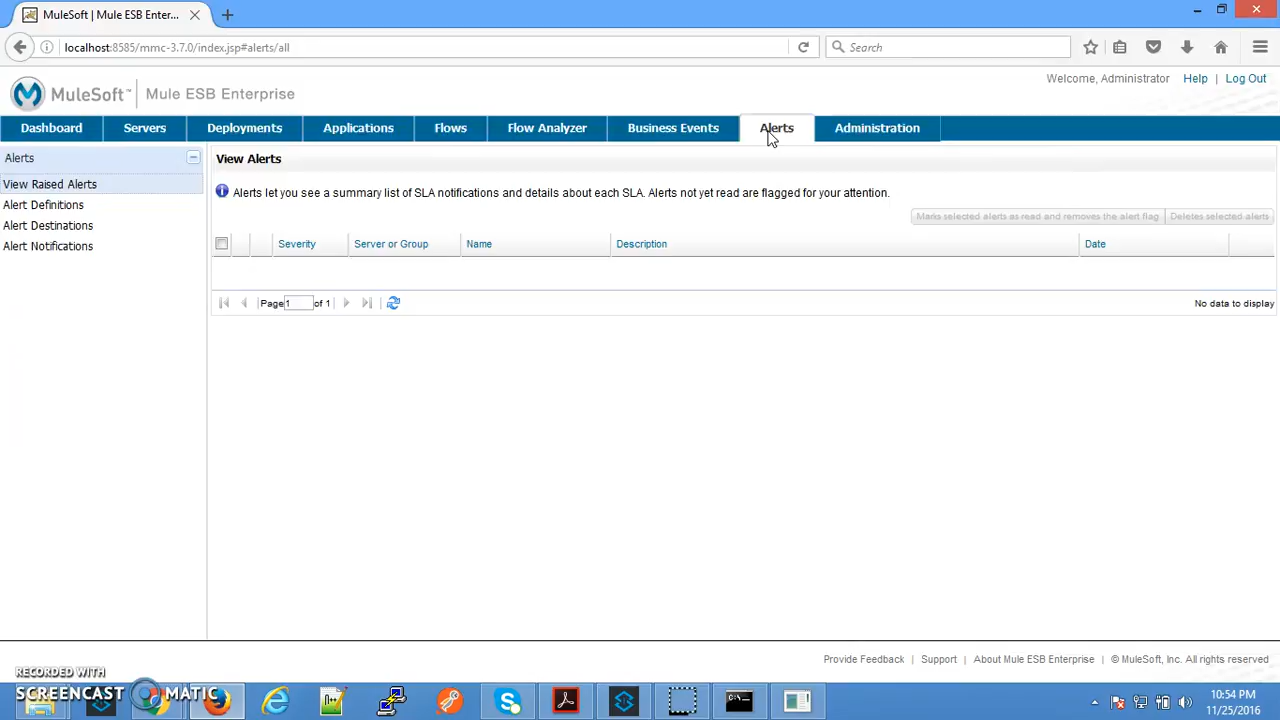 MuleSoft | Mule ESB Enter...
localhost:8585/mmc-3.7.0/index.jsp#alerts/all
Search
Welcome, Administrator Help | Log Out
MuleSoft™ Mule ESB Enterprise
Dashboard Servers Deployments Applications Flows Flow Analyzer Business Events Alerts Administration
Alerts
View Raised Alerts
Alert Definitions
Alert Destinations
Alert Notifications
View Alerts
Alerts let you see a summary list of SLA notifications and details about each SLA. Alerts not yet read are flagged for your attention.
Marks selected alerts as read and removes the alert flag Deletes selected alerts
Severity Server or Group Name Description Date
Page 1 of 1 No data to display
Provide Feedback | Support | About Mule ESB Enterprise | © MuleSoft, Inc. All rights reserved
RECORDED WITH
SCREENCAST MATIC
10:54 PM
11/25/2016